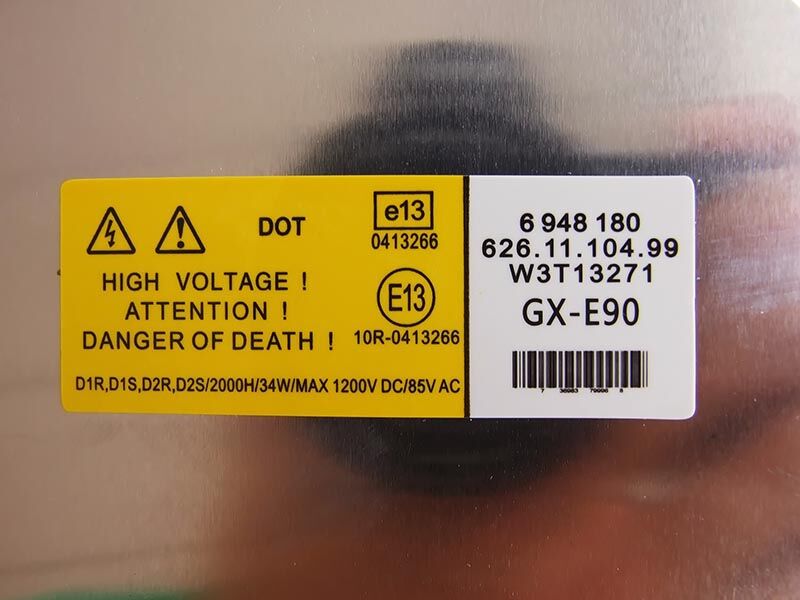 DOT
e13
0413266
HIGH VOLTAGE !
ATTENTION !
DANGER OF DEATH !
E13
10R-0413266
D1R,D1S,D2R,D2S/2000H/34W/MAX 1200V DC/85V AC
6 948 180
626.11.104.99
W3T13271
GX-E90